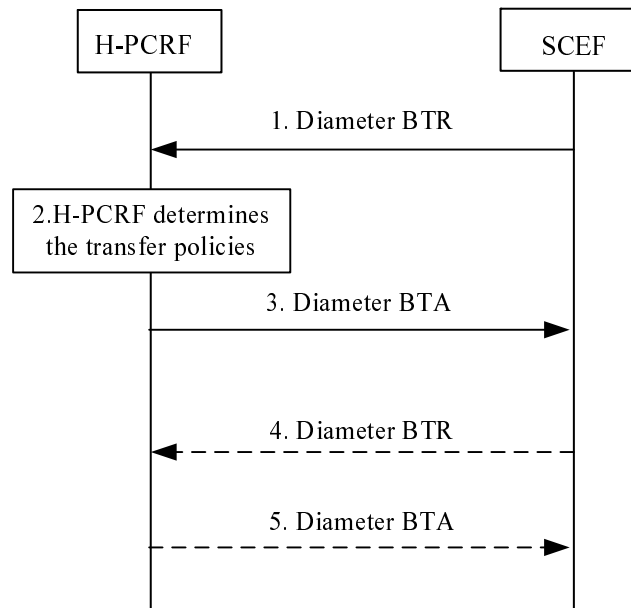 H-PCRF
SCEF
1. Diameter BTR
2.H-PCRF determines
the transfer policies
3. Diameter BTA
4. Diameter BTR
5. Diameter BTA